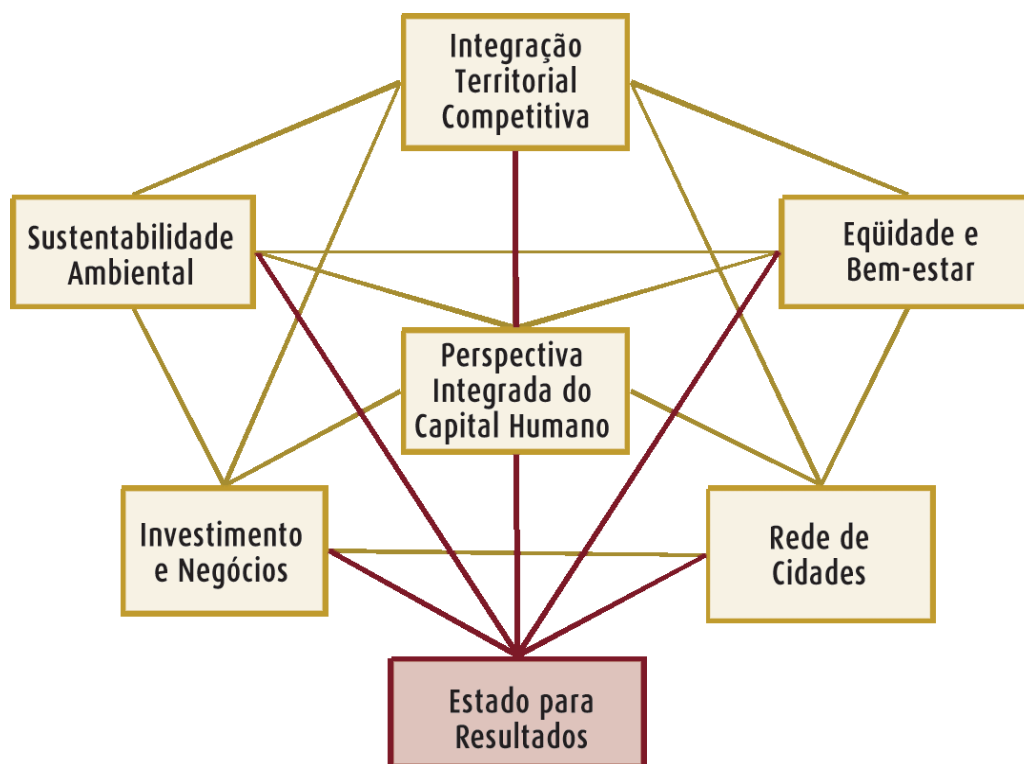 Integração
Territorial
Competitiva
Sustentabilidade
Ambiental
Eqüidade e
Bem-estar
Perspectiva
Integrada do
Capital Humano
Investimento
e Negócios
Rede de
Cidades
Estado para
Resultados